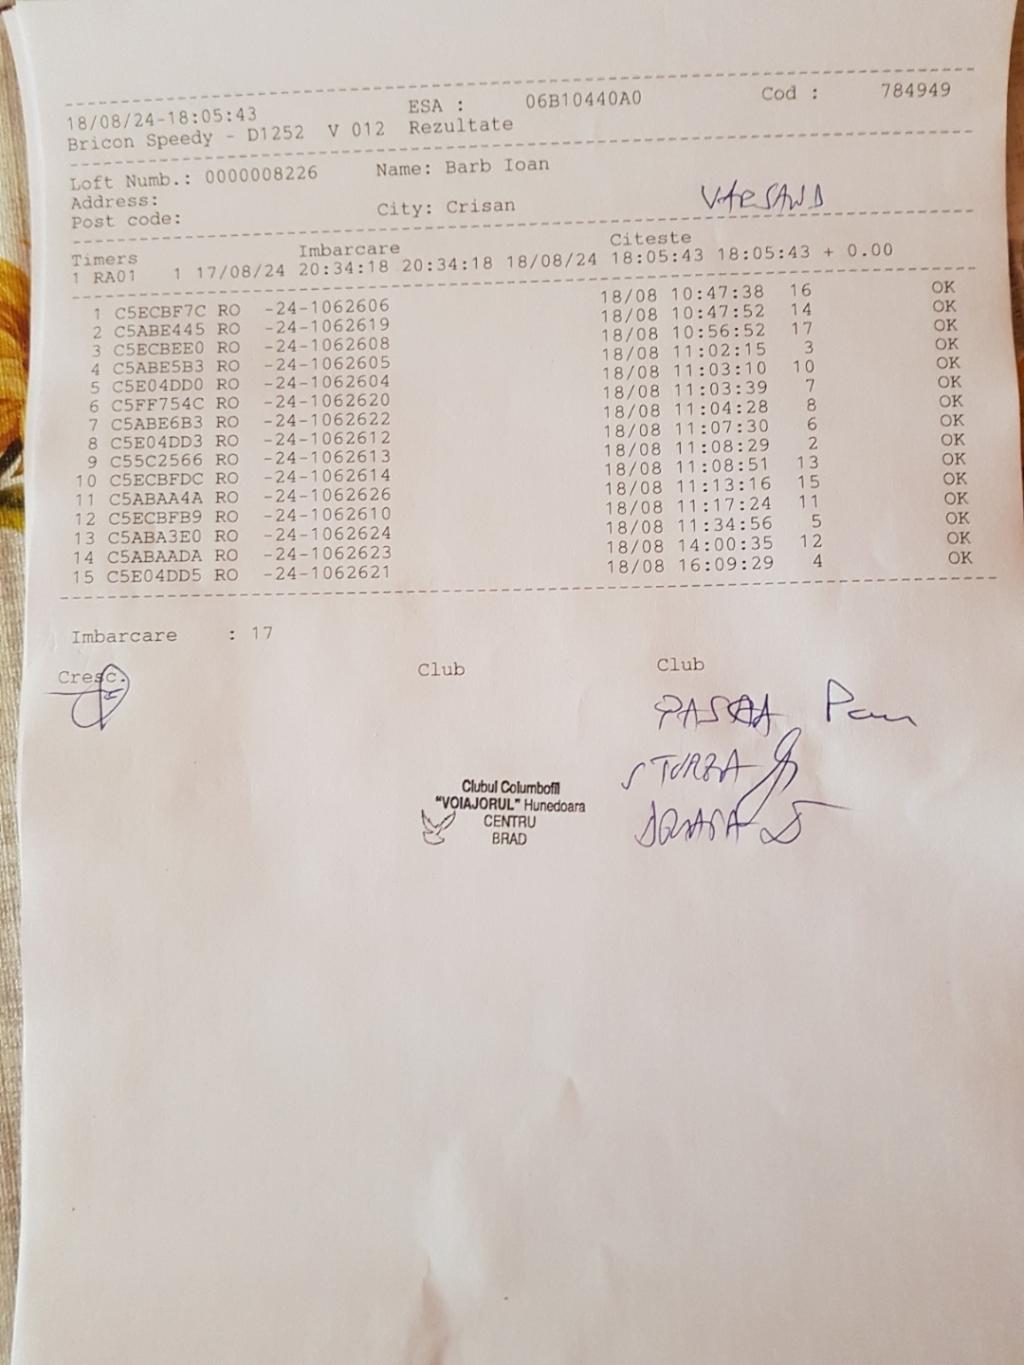 18/08/24-18:05:43 ESA : 06B10440A0 Cod : 784949
Bricon Speedy - D1252 V 012 Rezultate
Loft Numb.: 0000008226 Name: Barb Ioan
Address:
Post code: City: Crisan VARSAND
Timers Imbarcare Citeste
1 RA01 1 17/08/24 20:34:18 20:34:18 18/08/24 18:05:43 18:05:43 + 0.00
1 C5ECBF7C RO -24-1062606 18/08 10:47:38 16 OK
2 C5ABE445 RO -24-1062619 18/08 10:47:52 14 OK
3 C5ECBEE0 RO -24-1062608 18/08 10:56:52 17 OK
4 C5ABE5B3 RO -24-1062605 18/08 11:02:15 3 OK
5 C5E04DD0 RO -24-1062604 18/08 11:03:10 10 OK
6 C5FF754C RO -24-1062620 18/08 11:03:39 7 OK
7 C5ABE6B3 RO -24-1062622 18/08 11:04:28 8 OK
8 C5E04DD3 RO -24-1062612 18/08 11:07:30 6 OK
9 C55C2566 RO -24-1062613 18/08 11:08:29 2 OK
10 C5ECBFDC RO -24-1062614 18/08 11:08:51 13 OK
11 C5ABAA4A RO -24-1062626 18/08 11:13:16 15 OK
12 C5ECBFB9 RO -24-1062610 18/08 11:17:24 11 OK
13 C5ABA3E0 RO -24-1062624 18/08 11:34:56 5 OK
14 C5ABAADA RO -24-1062623 18/08 14:00:35 12 OK
15 C5E04DD5 RO -24-1062621 18/08 16:09:29 4 OK
Imbarcare : 17
Cresc. Club Club
STURZA
Clubul Columbofil
"VOIAJORUL" Hunedoara
CENTRU
BRAD